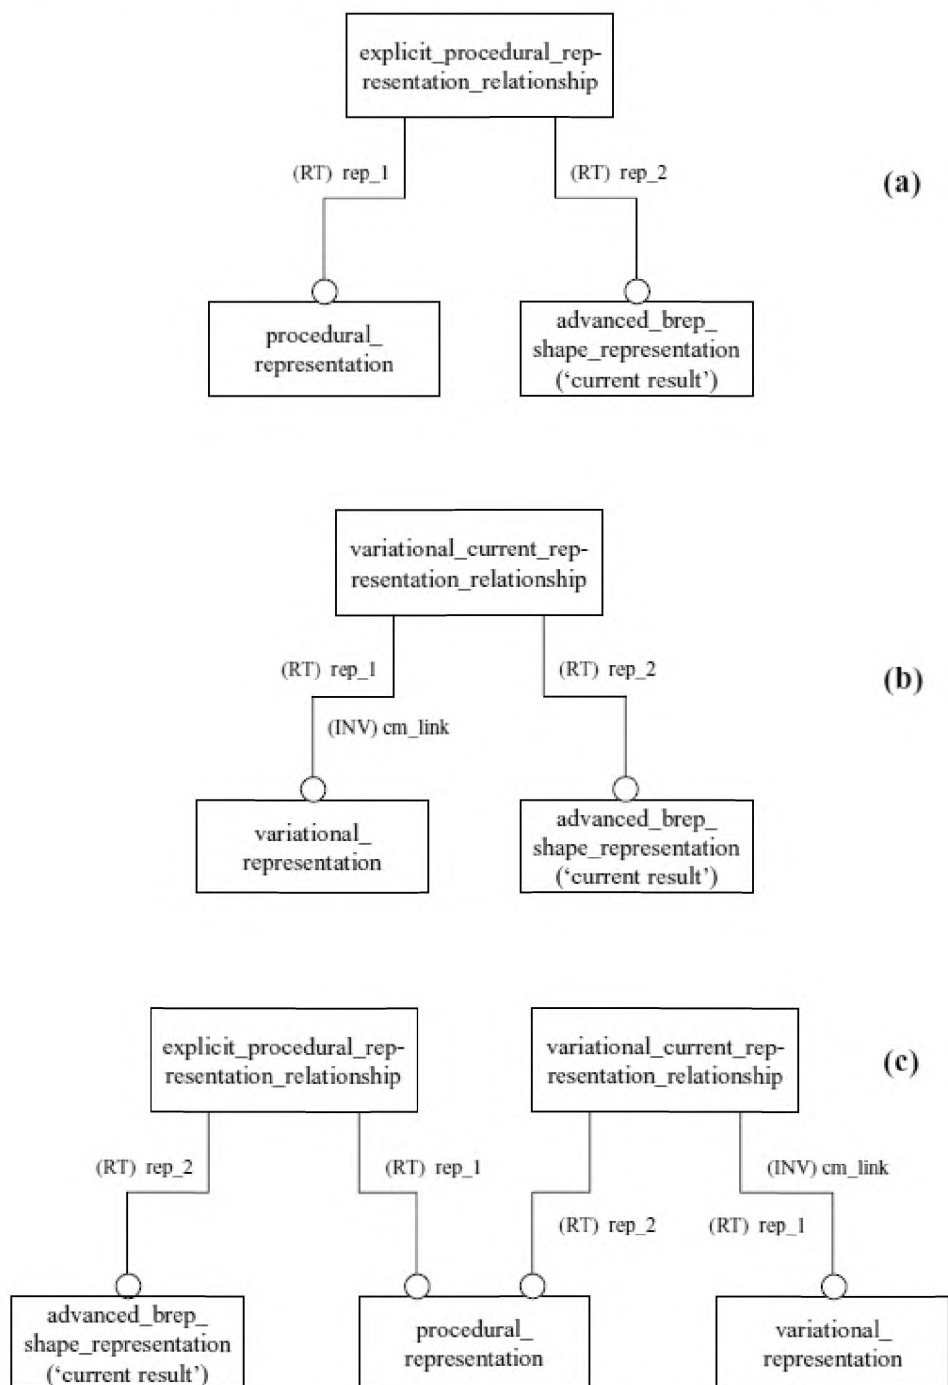 explicit_procedural_rep-
resentation_relationship
(RT) rep_1
(RT) rep_2
(a)
procedural_
representation
advanced_brep_
shape_representation
(‘current result’)
variational_current_rep-
resentation_relationship
(RT) rep_1
(RT) rep_2
(b)
(INV) cm_link
variational_
representation
advanced_brep_
shape_representation
(‘current result’)
explicit_procedural_rep-
resentation_relationship
variational_current_rep-
resentation_relationship
(c)
(RT) rep_2
(RT) rep_1
(INV) cm_link
(RT) rep_2
(RT) rep_1
advanced_brep_
shape_representation
(‘current result’)
procedural_
representation
variational_
representation